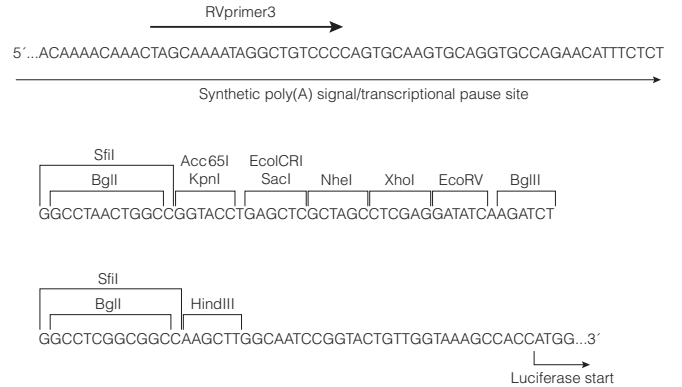 RVprimer3
5´...ACAAAACAAACTAGCAAAATAGGCTGTCCCCAGTGCAAGTGCAGGTGCCAGAACATTTCTCT
Synthetic poly(A) signal/transcriptional pause site
SfiI Acc65I EcoICRI
BglI KpnI SacI NheI XhoI EcoRV BglII
GGCCTAACTGGCCGGTACCTGAGCTCGCTAGCCTCGAGGATATCAAGATCT
SfiI
BglI HindIII
GGCCTCGGCGGCCAAGCTTGGCAATCCGGTACTGTTGGTAAAGCCACCATGG...3´
Luciferase start